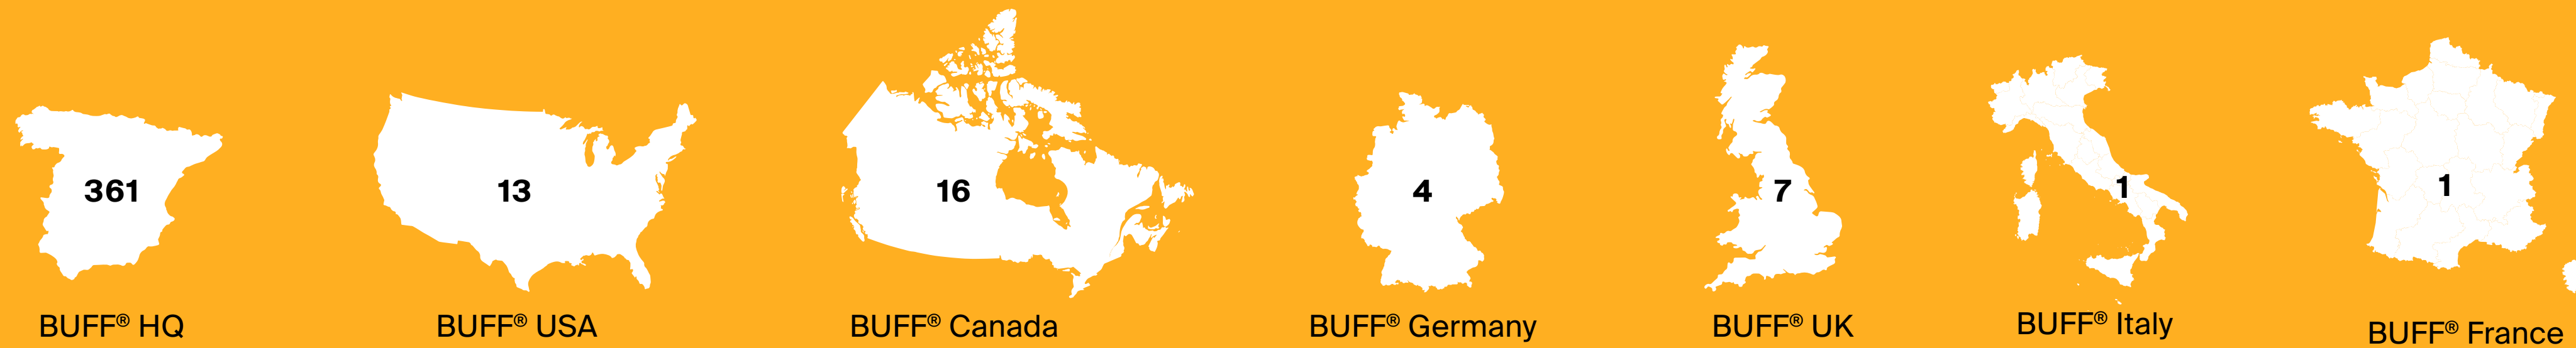 361
BUFF® HQ
13
BUFF® USA
16
BUFF® Canada
4
BUFF® Germany
7
BUFF® UK
1
BUFF® Italy
1
BUFF® France